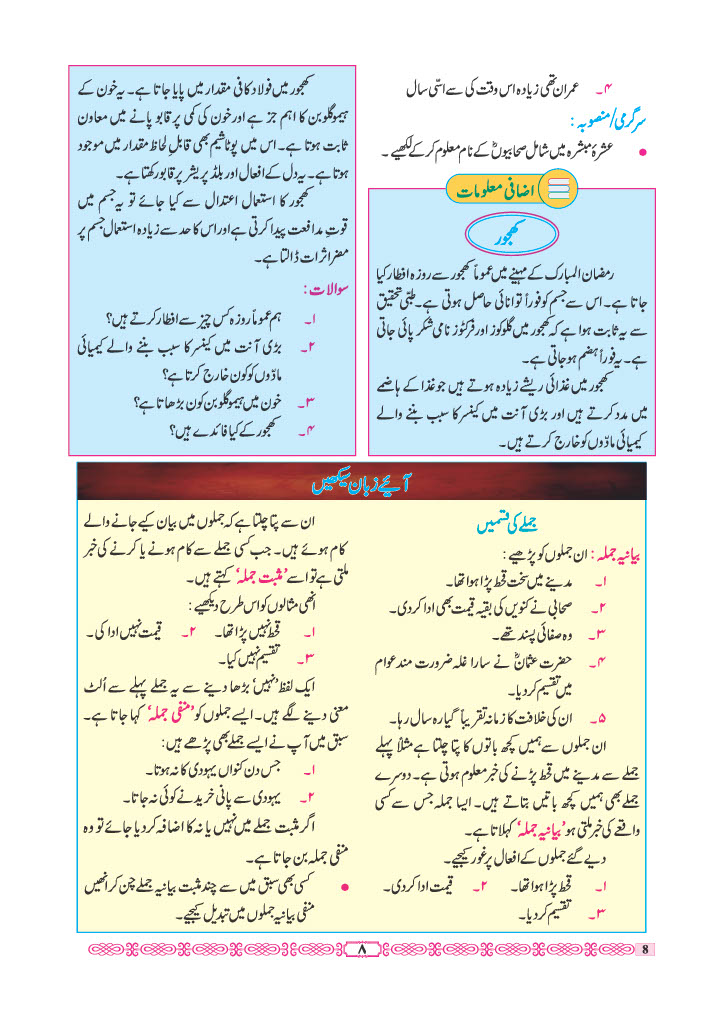 ۴۔ عمران تھی زیادہ اس وقت کی سے اسّی سال
سرگرمی/منصوبہ :
● عشرۂ مبشرہ میں شامل صحابیوںؓ کے نام معلوم کرکے لکھیے ۔
اضافی معلومات
کھجور
رمضان المبارک کے مہینے میں عموماً کھجور سے روزہ افطار کیا
جاتا ہے۔ اس سے جسم کو فوراً توانائی حاصل ہوتی ہے۔ طبّی تحقیق
سے یہ ثابت ہوا ہے کہ کھجور میں گلوکوز اور فرکٹوز نامی شکر پائی جاتی
ہے۔ یہ فوراً ہضم ہوجاتی ہے۔
کھجور میں غذائی ریشے زیادہ ہوتے ہیں جو غذا کے ہاضمے
میں مدد کرتے ہیں اور بڑی آنت میں کینسر کا سبب بننے والے
کیمیائی مادّوں کو خارج کرتے ہیں۔
کھجور میں فولاد کافی مقدار میں پایا جاتا ہے۔ یہ خون کے
ہیموگلوبن کا اہم جز ہے اور خون کی کمی پر قابو پانے میں معاون
ثابت ہوتا ہے۔ اس میں پوٹاشیم بھی قابلِ لحاظ مقدار میں موجود
ہوتا ہے۔ یہ دل کے افعال اور بلڈ پریشر پر قابو رکھتا ہے۔
کھجور کا استعمال اعتدال سے کیا جائے تو یہ جسم میں
قوتِ مدافعت پیدا کرتی ہے اور اس کا حد سے زیادہ استعمال جسم پر
مضر اثرات ڈالتا ہے۔
سوالات :
۱۔ ہم عموماً روزہ کس چیز سے افطار کرتے ہیں؟
۲۔ بڑی آنت میں کینسر کا سبب بننے والے کیمیائی
مادّوں کو کون خارج کرتا ہے؟
۳۔ خون میں ہیموگلوبن کون بڑھاتا ہے؟
۴۔ کھجور کے کیا فائدے ہیں؟
آئیے زبان سیکھیں
جملے کی قسمیں
بیانیہ جملہ : ان جملوں کو پڑھیے :
۱۔ مدینے میں سخت قحط پڑا ہوا تھا۔
۲۔ صحابی نے کنویں کی بقیہ قیمت بھی ادا کردی۔
۳۔ وہ صفائی پسند تھے۔
۴۔ حضرت عثمانؓ نے سارا غلہ ضرورت مند عوام
میں تقسیم کردیا۔
۵۔ ان کی خلافت کا زمانہ تقریباً گیارہ سال رہا۔
ان جملوں سے ہمیں کچھ باتوں کا پتا چلتا ہے مثلاً پہلے
جملے سے مدینے میں قحط پڑنے کی خبر معلوم ہوتی ہے۔ دوسرے
جملے بھی ہمیں کچھ باتیں بتاتے ہیں۔ ایسا جملہ جس سے کسی
واقعے کی خبر ملتی ہو ’بیانیہ جملہ‘ کہلاتا ہے۔
دیے گئے جملوں کے افعال پر غور کیجیے۔
۱۔ قحط پڑا ہوا تھا۔ ۲۔ قیمت ادا کردی۔
۳۔ تقسیم کردیا۔
ان سے پتا چلتا ہے کہ جملوں میں بیان کیے جانے والے
کام ہوئے ہیں۔ جب کسی جملے سے کام ہونے یا کرنے کی خبر
ملتی ہے تو اسے ’مثبت جملہ‘ کہتے ہیں۔
انھی مثالوں کو اس طرح دیکھیے :
۱۔ قحط نہیں پڑا تھا۔ ۲۔ قیمت نہیں ادا کی۔
۳۔ تقسیم نہیں کیا۔
ایک لفظ ’نہیں‘ بڑھا دینے سے یہ جملے پہلے سے اُلٹ
معنی دینے لگے ہیں۔ ایسے جملوں کو ’منفی جملہ‘ کہا جاتا ہے۔
سبق میں آپ نے ایسے جملے بھی پڑھے ہیں :
۱۔ جس دن کنواں یہودی کا نہ ہوتا۔
۲۔ یہودی سے پانی خریدنے کوئی نہ جاتا۔
اگر مثبت جملے میں نہیں یا نہ کا اضافہ کردیا جائے تو وہ
منفی جملہ بن جاتا ہے۔
● کسی بھی سبق میں سے چند مثبت بیانیہ جملے چن کر انھیں
منفی بیانیہ جملوں میں تبدیل کیجیے۔
۸
8